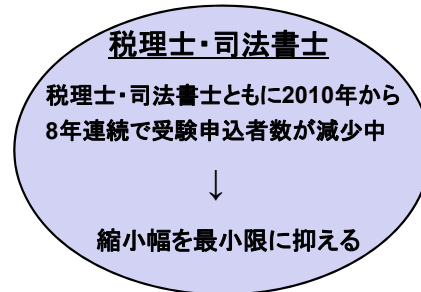 税理士・司法書士
税理士・司法書士ともに2010年から
8年連続で受験申込者数が減少中
↓
縮小幅を最小限に抑える